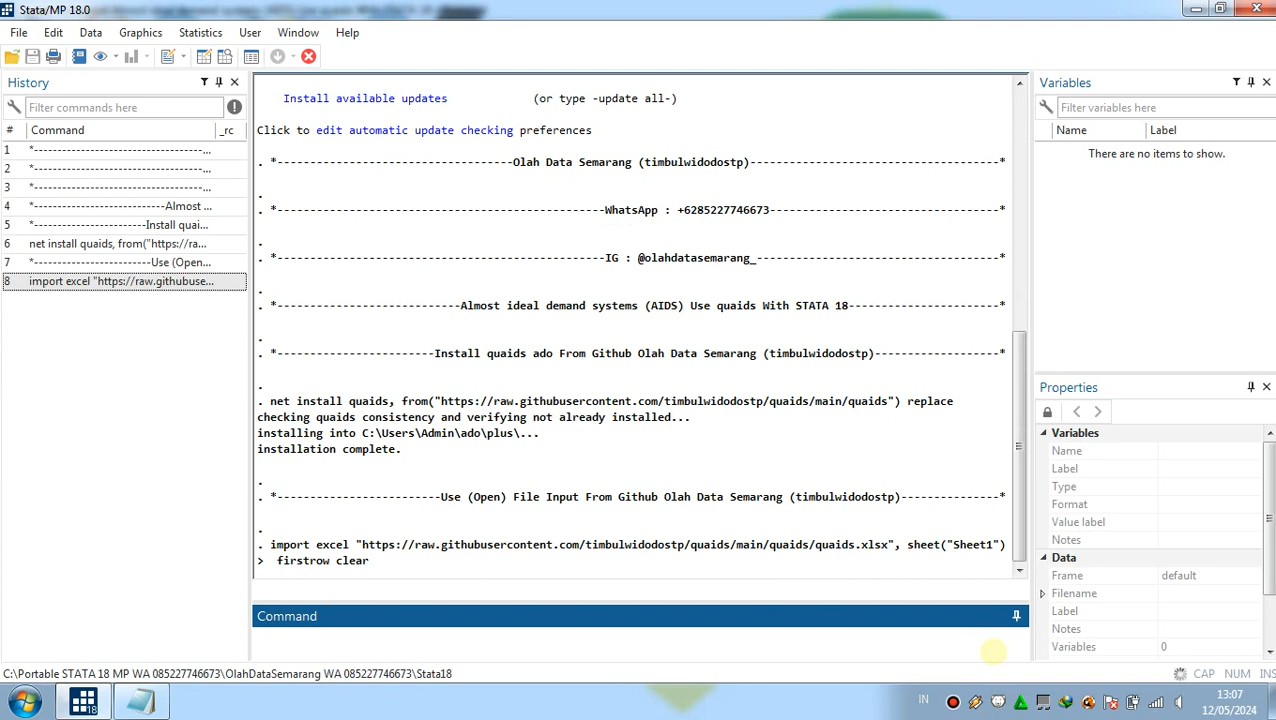 Stata/MP 18.0
File Edit Data Graphics Statistics User Window Help
History
Filter commands here
# Command _rc
1 *----------------------------------...
2 *----------------------------------...
3 *----------------------------------...
4 *---------------------------Almost ...
5 *-----------------------Install quai...
6 net install quaids, from("https://ra...
7 *------------------------Use (Open...
8 import excel "https://raw.githubuse...
Install available updates (or type -update all-)
Click to edit automatic update checking preferences
. *------------------------------------Olah Data Semarang (timbulwidodostp)---------------------------------------*
.
. *--------------------------------------------------WhatsApp : +6285227746673-----------------------------------*
.
. *--------------------------------------------------IG : @olahdatasemarang_-------------------------------------*
.
. *----------------------------Almost ideal demand systems (AIDS) Use quaids With STATA 18-----------------------*
.
. *------------------------Install quaids ado From Github Olah Data Semarang (timbulwidodostp)-------------------*
.
. net install quaids, from("https://raw.githubusercontent.com/timbulwidodostp/quaids/main/quaids") replace
checking quaids consistency and verifying not already installed...
installing into C:\Users\Admin\ado\plus\...
installation complete.
.
. *-------------------------Use (Open) File Input From Github Olah Data Semarang (timbulwidodostp)---------------*
.
. import excel "https://raw.githubusercontent.com/timbulwidodostp/quaids/main/quaids/quaids.xlsx", sheet("Sheet1")
> firstrow clear
Command
Variables
Filter variables here
Name Label
There are no items to show.
Properties
Variables
Name
Label
Type
Format
Value label
Notes
Data
Frame default
Filename
Label
Notes
Variables 0
C:\Portable STATA 18 MP WA 085227746673\OlahDataSemarang WA 085227746673\Stata18
CAP NUM INS
18
IN
13:07
12/05/2024